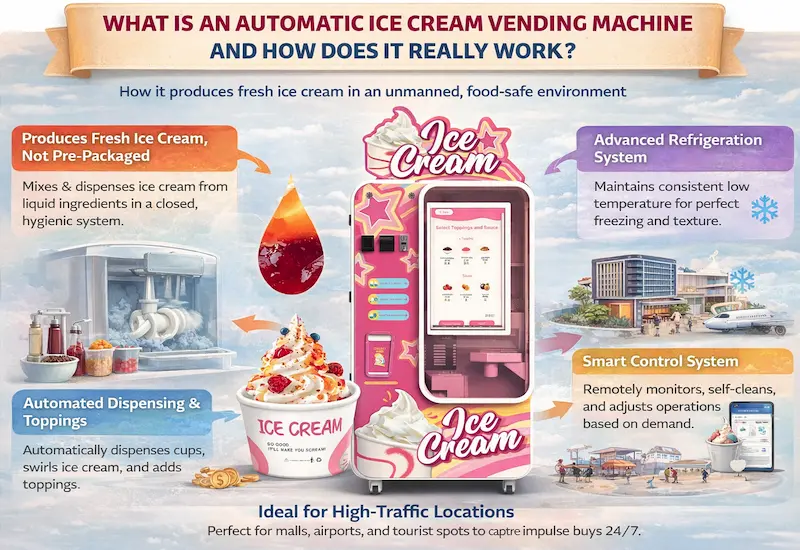 WHAT IS AN AUTOMATIC ICE CREAM VENDING MACHINE
AND HOW DOES IT REALLY WORK?
How it produces fresh ice cream in an unmanned, food-safe environment
Produces Fresh Ice Cream,
Not Pre-Packaged
Mixes & dispenses ice cream from
liquid ingredients in a closed,
hygienic system.
Ice
Cream
Select Toppings and
Advanced Refrigeration
System
Maintains consistent low
temperature for perfect
freezing and texture.
Automated Dispensing &
Toppings
Automatically dispenses cups,
swirls ice cream, and adds
toppings.
ICE CREAM
SO GOOD
IT'LL MAKE YOU SCREAM!
Ice
Cream
Smart Control System
Remotely monitors, self-cleans,
and adjusts operations
based on demand.
Ideal for High-Traffic Locations
Perfect for malls, airports, and tourist spots to captre impulse buys 24/7.